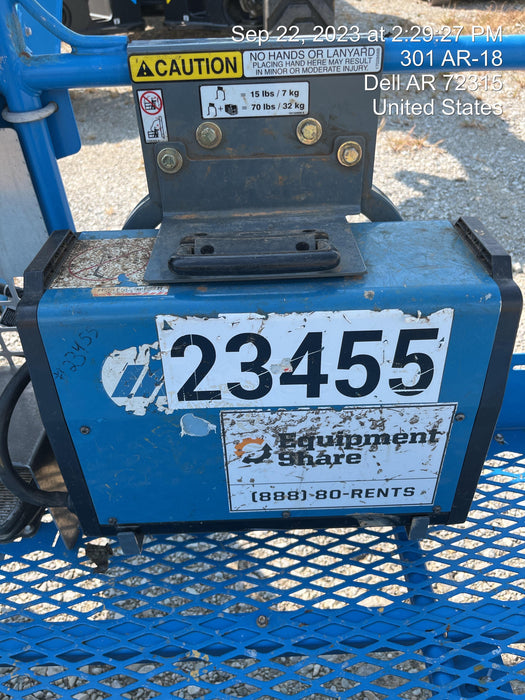 Sep 22, 2023 at 2:29:27 PM
301 AR-18
Dell AR 72315
United States
CAUTION
NO HANDS OR LANYARD
PLACING HAND HERE MAY RESULT
IN MINOR OR MODERATE INJURY.
15 lbs / 7 kg
70 lbs / 32 kg
23455
23455
Equipment
Share
(888) 80-RENTS